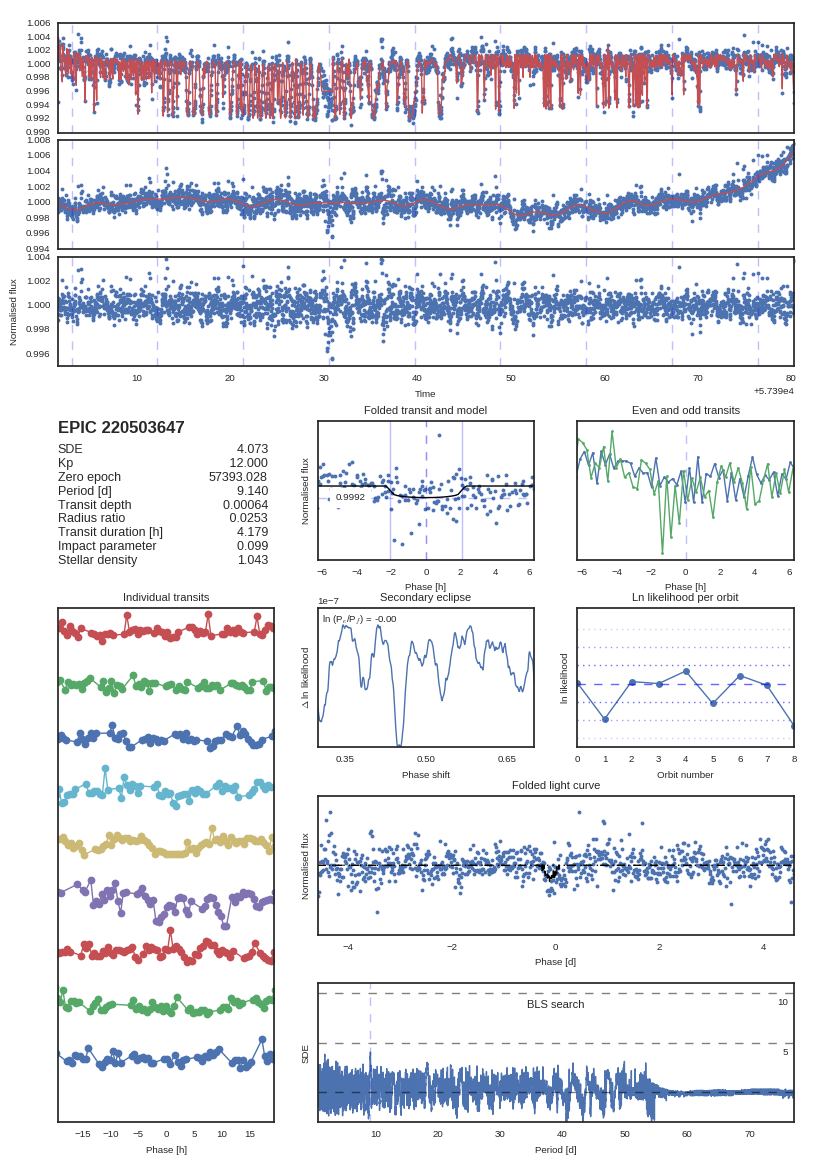 1.006
1.004
1.002
1.000
0.998
0.996
0.994
0.992
0.990
1.008
1.006
1.004
1.002
1.000
0.998
0.996
0.994
1.004
1.002
1.000
0.998
0.996
Normalised flux
10 20 30 40 50 60 70 80
Time
+5.739e4
EPIC 220503647
SDE 4.073
Kp 12.000
Zero epoch 57393.028
Period [d] 9.140
Transit depth 0.00064
Radius ratio 0.0253
Transit duration [h] 4.179
Impact parameter 0.099
Stellar density 1.043
Folded transit and model
Normalised flux
0.9992
−6 −4 −2 0 2 4 6
Phase [h]
Even and odd transits
−6 −4 −2 0 2 4 6
Phase [h]
Individual transits
−15 −10 −5 0 5 10 15
Phase [h]
Secondary eclipse
1e−7
Δ ln likelihood
0.35 0.50 0.65
Phase shift
Ln likelihood per orbit
ln likelihood
0 1 2 3 4 5 6 7 8
Orbit number
Folded light curve
Normalised flux
−4 −2 0 2 4
Phase [d]
BLS search
10
5
SDE
10 20 30 40 50 60 70
Period [d]